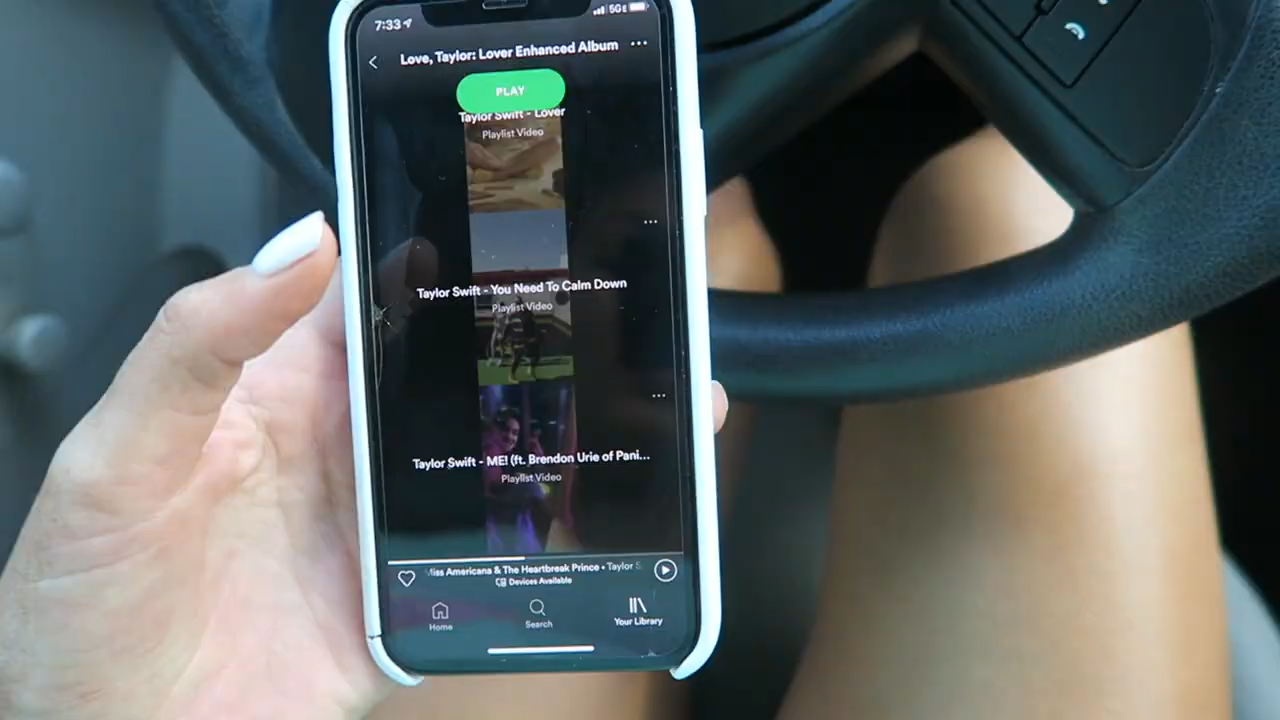 7:33
5G E
Love, Taylor: Lover Enhanced Album
PLAY
Taylor Swift - Lover
Playlist Video
Taylor Swift - You Need To Calm Down
Playlist Video
Taylor Swift - ME! (ft. Brendon Urie of Pani...
Playlist Video
Miss Americana & The Heartbreak Prince • Taylor S
Devices Available
Home
Search
Your Library